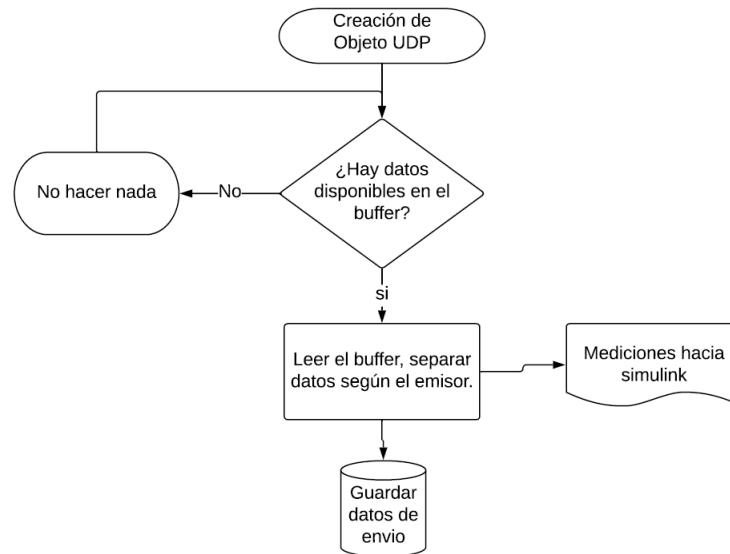 Creación de
Objeto UDP
¿Hay datos
disponibles en el
buffer?
No
No hacer nada
si
Leer el buffer, separar
datos según el emisor.
Mediciones hacia
simulink
Guardar
datos de
envio